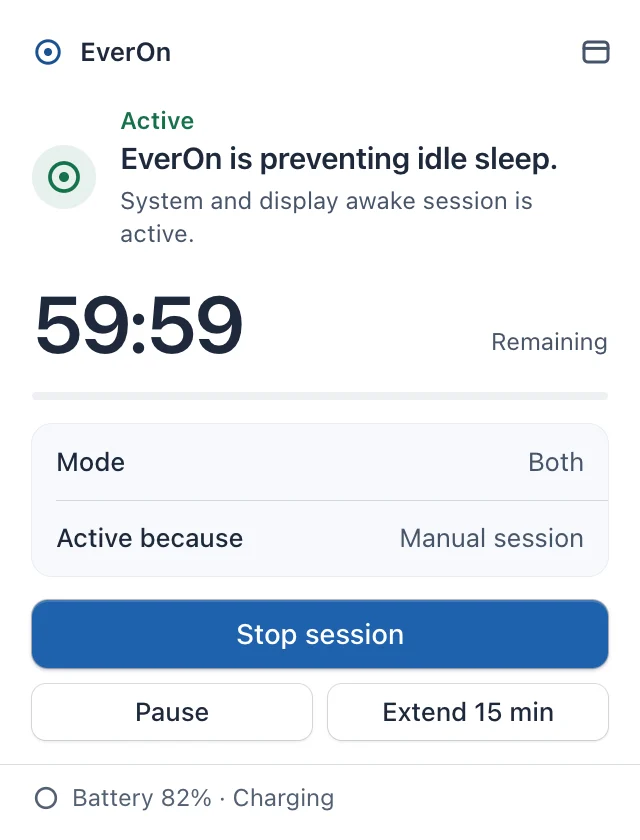 EverOn
Active
EverOn is preventing idle sleep.
System and display awake session is
active.
59:59
Remaining
Mode
Both
Active because
Manual session
Stop session
Pause
Extend 15 min
Battery 82% · Charging